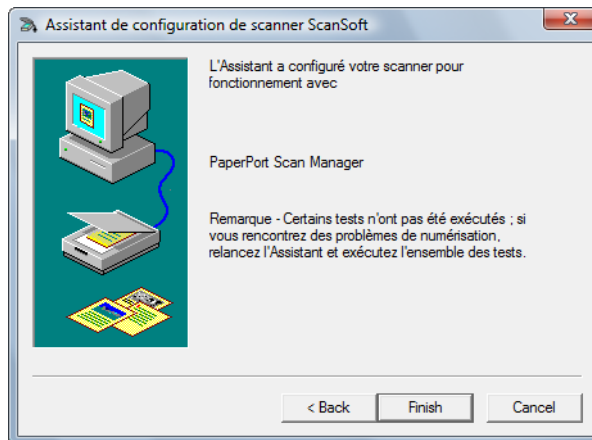 Assistant de configuration de scanner ScanSoft
L'Assistant a configuré votre scanner pour
fonctionnement avec
PaperPort Scan Manager
Remarque - Certains tests n'ont pas été exécutés ; si
vous rencontrez des problèmes de numérisation,
relancez l'Assistant et exécutez l'ensemble des tests.
< Back Finish Cancel